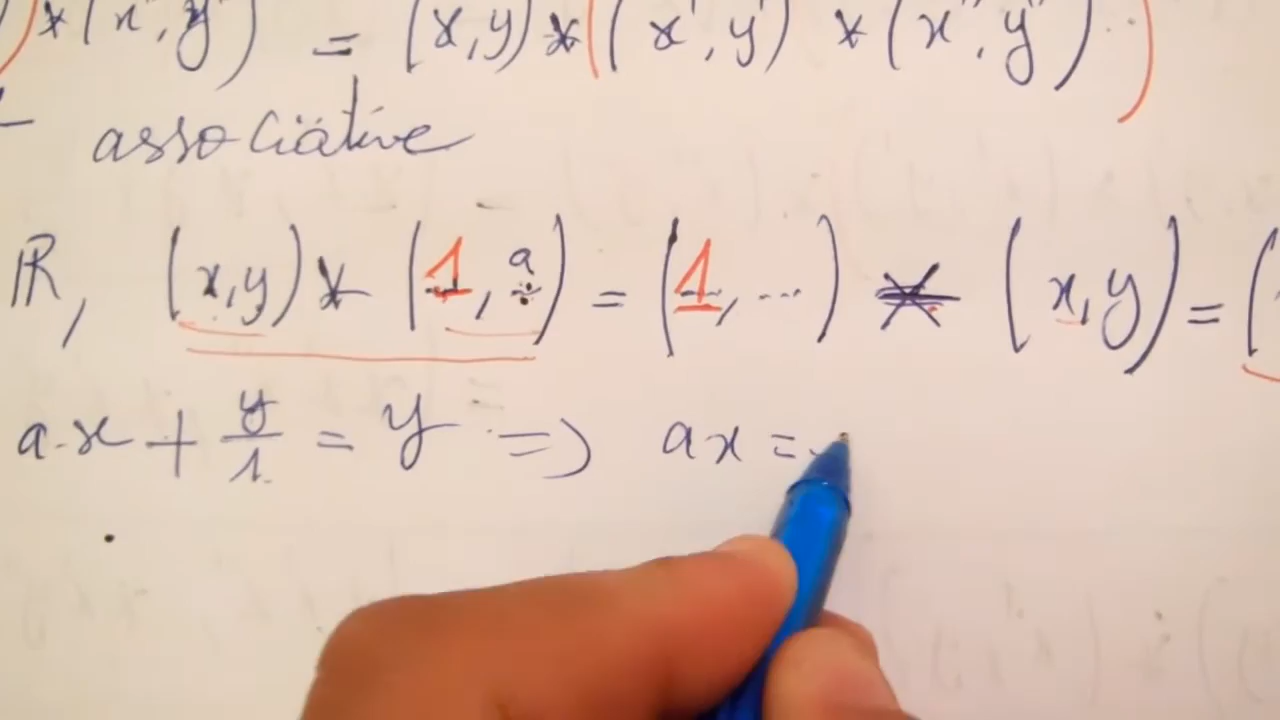 ) * (x'', y'') = (x, y) * ((x', y') * (x'', y''))
associative
ℝ, (x, y) * (1, a) = (1, ...) * (x, y) = (
a·x + y/1 = y => ax =